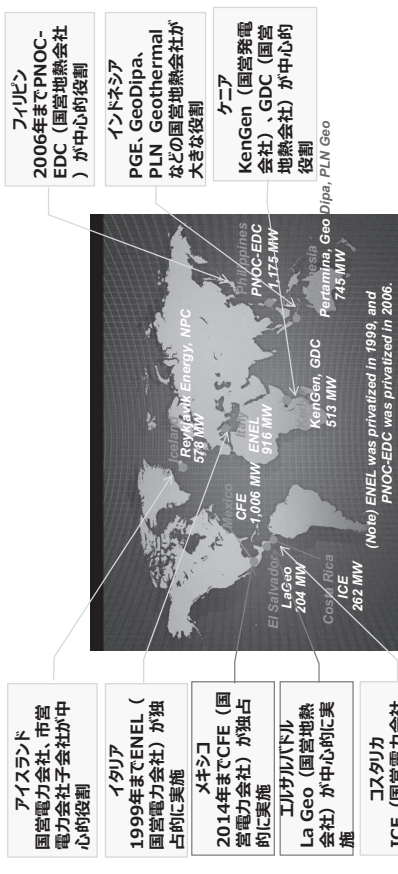 アイスランド
国営電力会社、市営
電力会社子会社が中
心的役割
イタリア
1999年までENEL（
国営電力会社）が独
占的に実施
メキシコ
2014年までCFE（国
営電力会社）が独占
的に実施
エルサルバドル
La Geo（国営地熱
会社）が中心的に実
施
コスタリカ
ICE（国営電力会社
Iceland
Reykjavik Energy, NPC
578 MW
Italy
ENEL
916 MW
Mexico
CFE
1,006 MW
El Salvador
LaGeo
204 MW
Costa Rica
ICE
262 MW
Philippines
PNOC-EDC
1,175 MW
Pertamina, Geo Dipa, PLN Geo
745 MW
KenGen, GDC
513 MW
(Note) ENEL was privatized in 1999, and
PNOC-EDC was privatized in 2006.
フィリピン
2006年までPNOC-
EDC（国営地熱会社
）が中心的役割
インドネシア
PGE、GeoDipa、
PLN Geothermal
などの国営地熱会社が
大きな役割
ケニア
KenGen（国営発電
会社）、GDC（国営
地熱会社）が中心的
役割